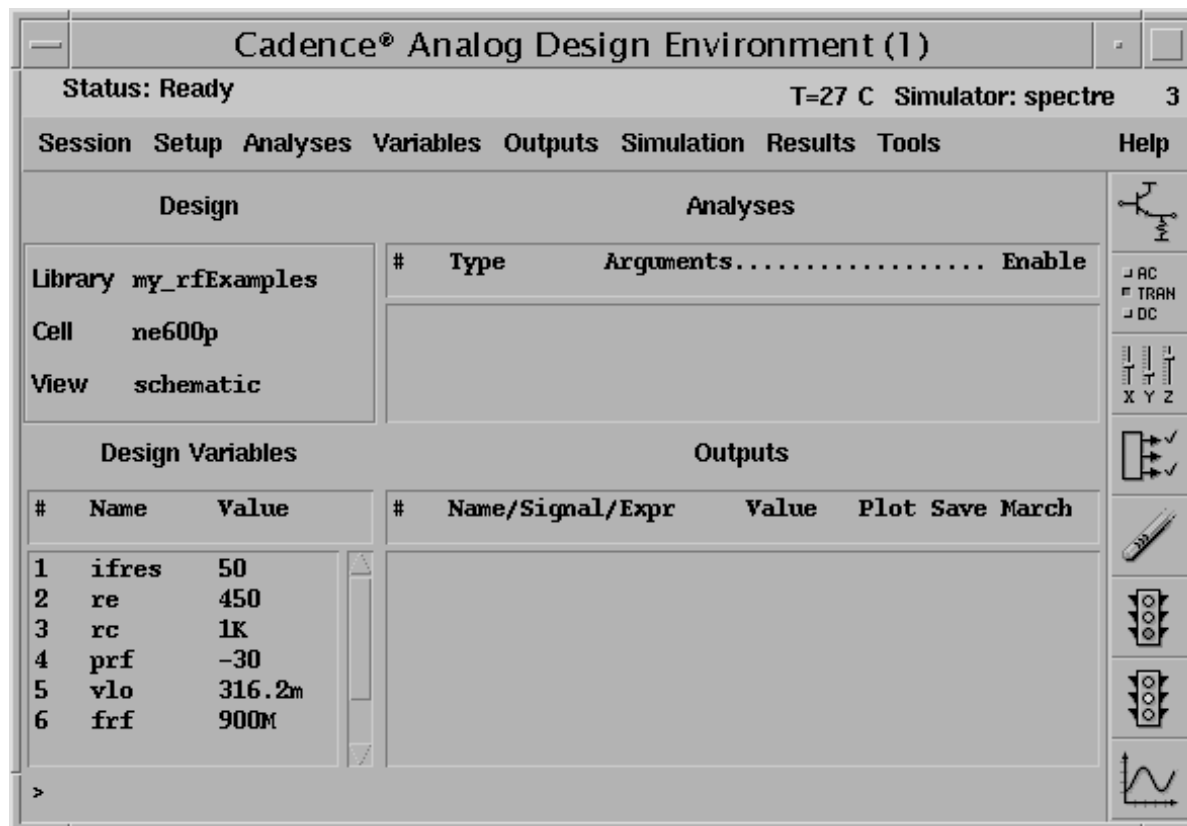 Cadence® Analog Design Environment (1)
Status: Ready T=27 C Simulator: spectre 3
Session Setup Analyses Variables Outputs Simulation Results Tools Help
Design
Analyses
Library my_rfExamples
Cell ne600p
View schematic
# Type Arguments................... Enable
AC
TRAN
DC
X Y Z
Design Variables
Outputs
# Name Value
# Name/Signal/Expr Value Plot Save March
1 ifres 50
2 re 450
3 rc 1K
4 prf -30
5 vlo 316.2m
6 frf 900M
>